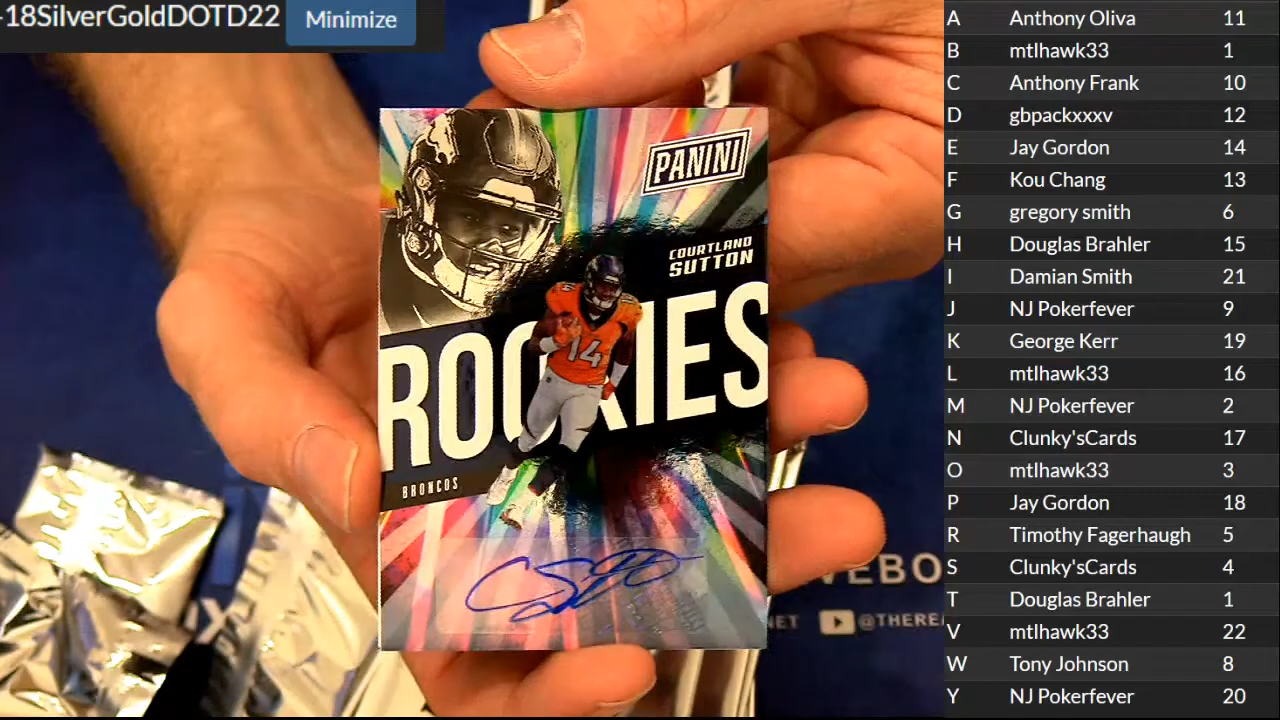 -18SilverGoldDOTD22
Minimize
PANINI
COURTLAND
SUTTON
ROOKIES
BRONCOS
14
VEBO
NET
@THEREA
A Anthony Oliva 11
B mtlhawk33 1
C Anthony Frank 10
D gbpackxxxv 12
E Jay Gordon 14
F Kou Chang 13
G gregory smith 6
H Douglas Brahler 15
I Damian Smith 21
J NJ Pokerfever 9
K George Kerr 19
L mtlhawk33 16
M NJ Pokerfever 2
N Clunky'sCards 17
O mtlhawk33 3
P Jay Gordon 18
R Timothy Fagerhaugh 5
S Clunky'sCards 4
T Douglas Brahler 1
V mtlhawk33 22
W Tony Johnson 8
Y NJ Pokerfever 20